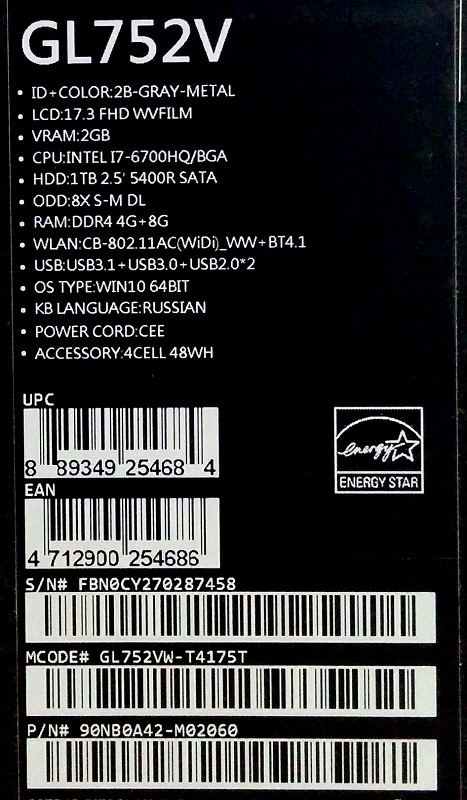 GL752V
• ID+COLOR:2B-GRAY-METAL
• LCD:17.3 FHD WVFILM
• VRAM:2GB
• CPU:INTEL I7-6700HQ/BGA
• HDD:1TB 2.5' 5400R SATA
• ODD:8X S-M DL
• RAM:DDR4 4G+8G
• WLAN:CB-802.11AC(WiDi)_WW+BT4.1
• USB:USB3.1+USB3.0+USB2.0*2
• OS TYPE:WIN10 64BIT
• KB LANGUAGE:RUSSIAN
• POWER CORD:CEE
• ACCESSORY:4CELL 48WH
UPC
8 89349 25468 4
energy
ENERGY STAR
EAN
4 712900 254686
S/N# FBN0CY270287458
MCODE# GL752VW-T4175T
P/N# 90NB0A42-M02060